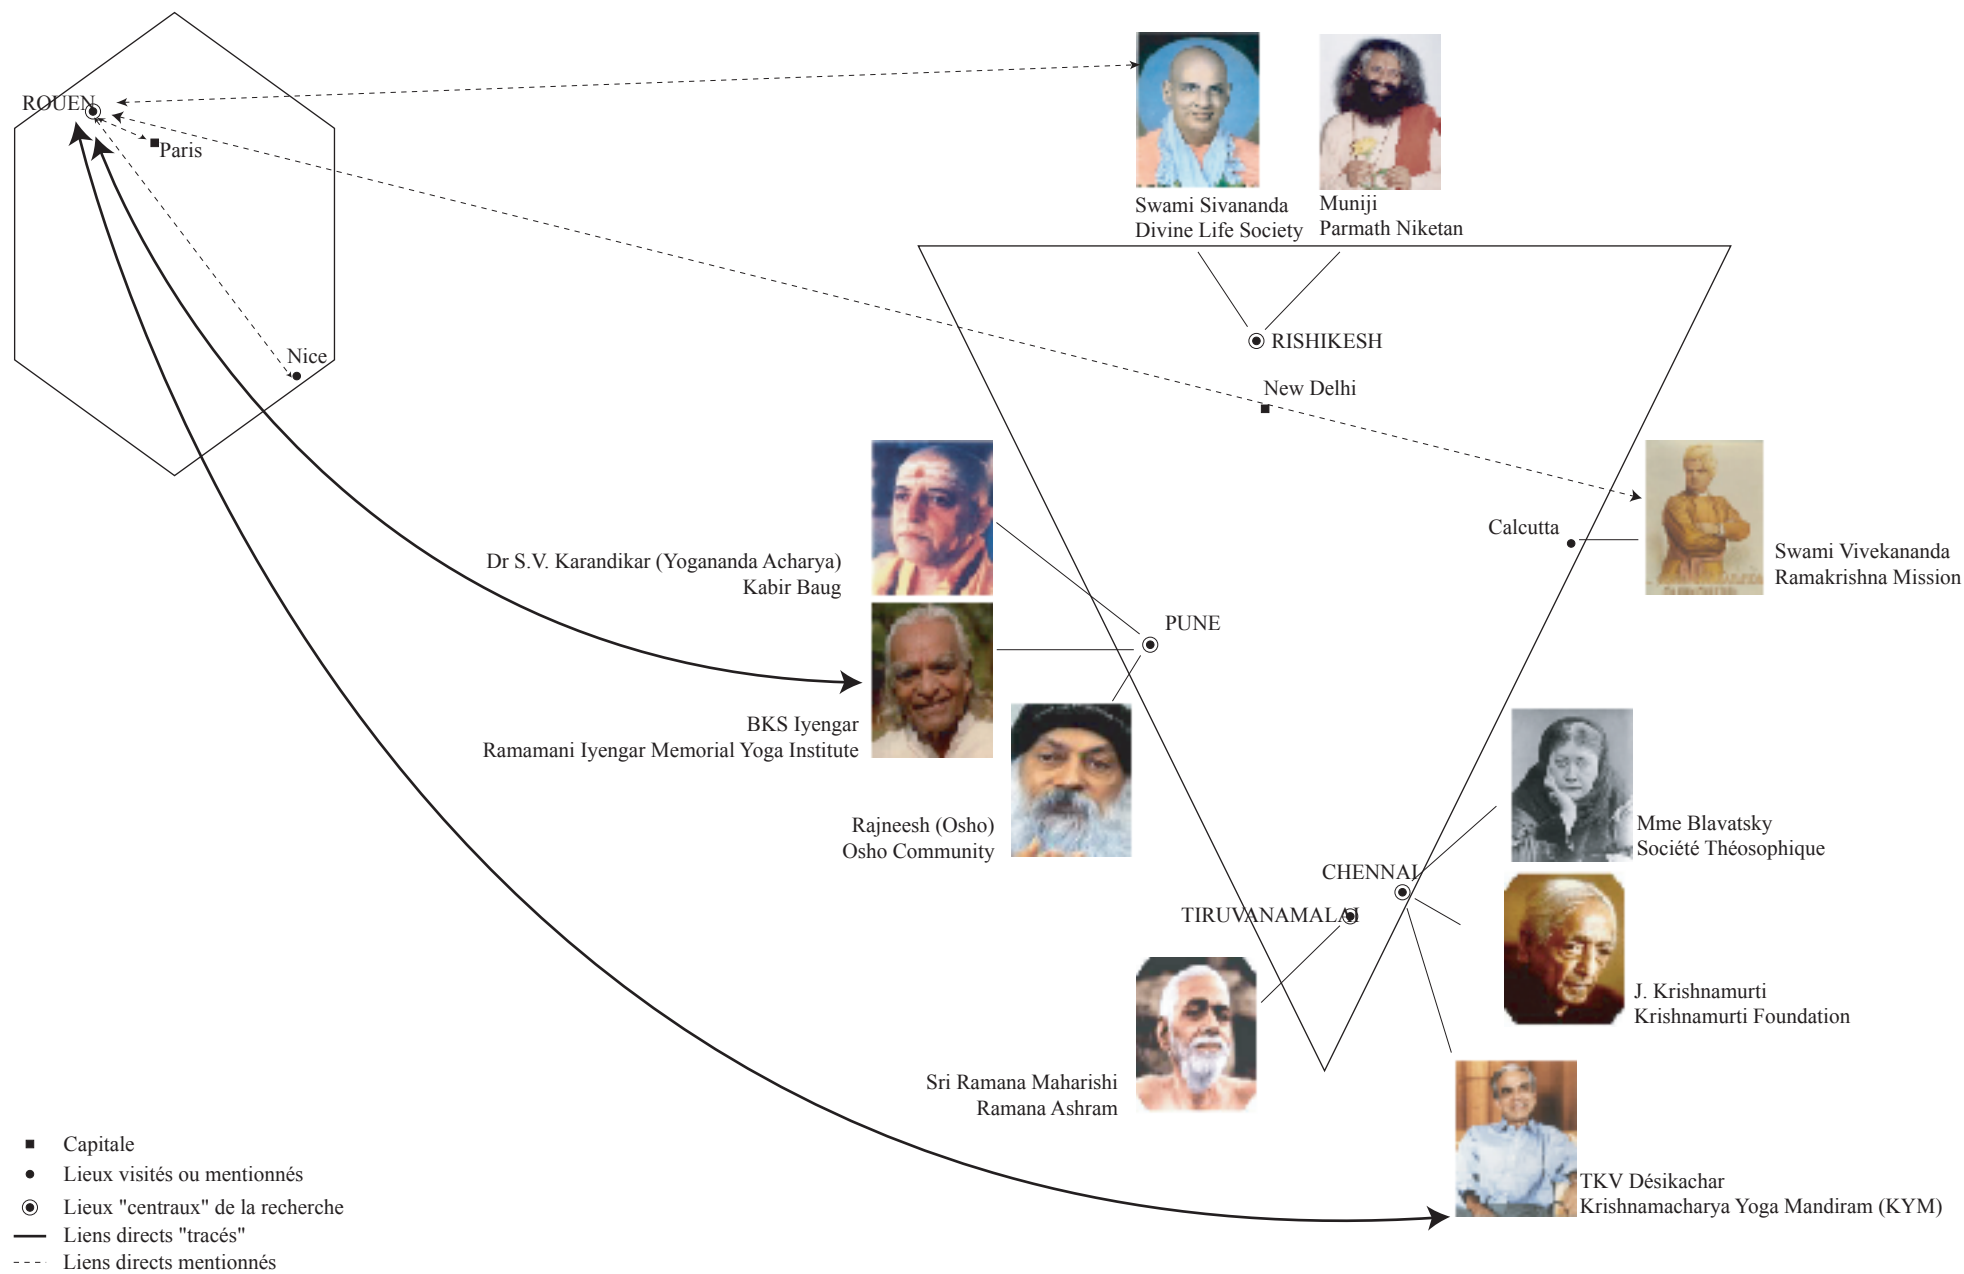 ROUEN
Paris
Nice
Swami Sivananda
Divine Life Society
Muniji
Parmath Niketan
RISHIKESH
New Delhi
Calcutta
Swami Vivekananda
Ramakrishna Mission
Dr S.V. Karandikar (Yogananda Acharya)
Kabir Baug
PUNE
BKS Iyengar
Ramamani Iyengar Memorial Yoga Institute
Rajneesh (Osho)
Osho Community
Mme Blavatsky
Société Théosophique
CHENNAI
TIRUVANAMALAI
J. Krishnamurti
Krishnamurti Foundation
Sri Ramana Maharishi
Ramana Ashram
TKV Désikachar
Krishnamacharya Yoga Mandiram (KYM)
Capitale
Lieux visités ou mentionnés
Lieux "centraux" de la recherche
Liens directs "tracés"
Liens directs mentionnés